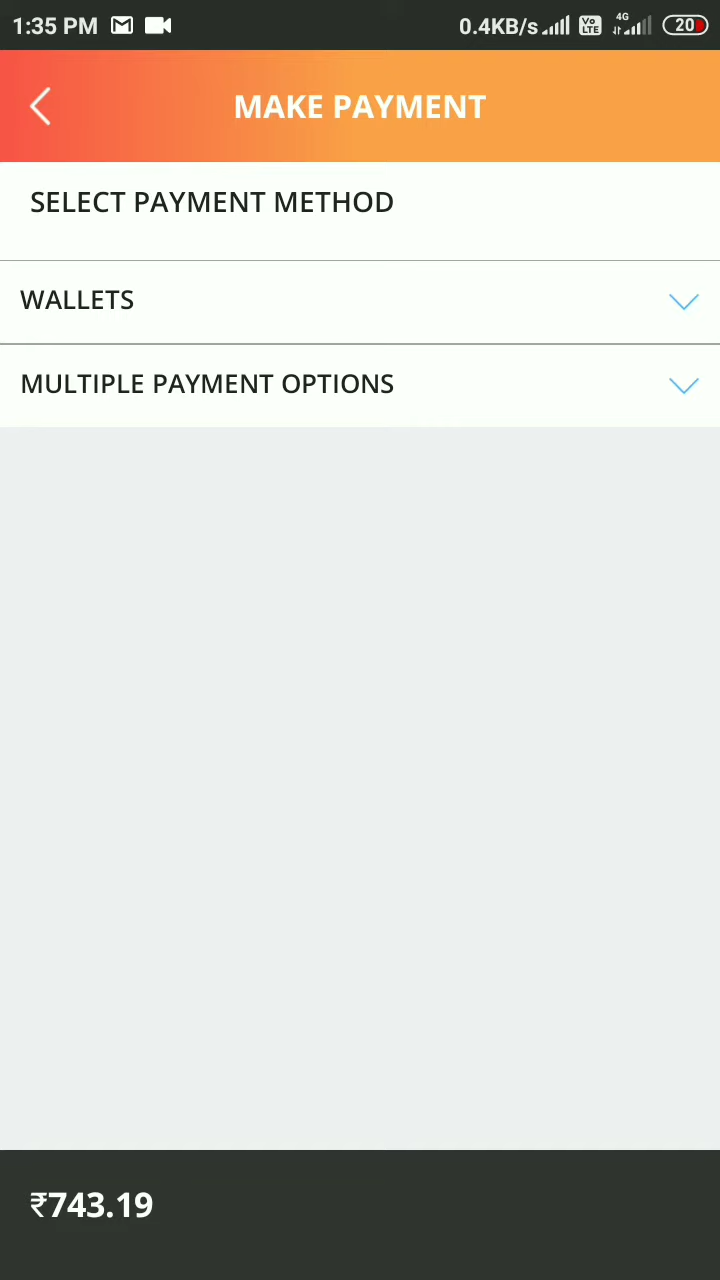 1:35 PM 0.4KB/s Vo LTE 4G 20
MAKE PAYMENT
SELECT PAYMENT METHOD
WALLETS
MULTIPLE PAYMENT OPTIONS
₹743.19